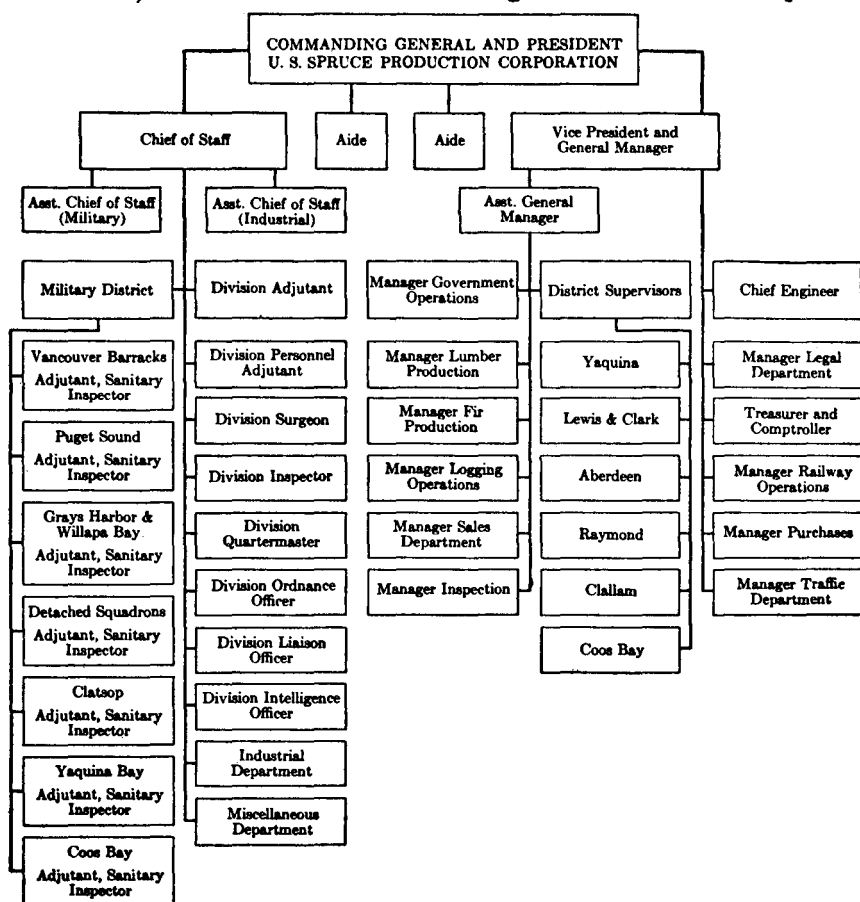 COMMANDING GENERAL AND PRESIDENT
U. S. SPRUCE PRODUCTION CORPORATION
Chief of Staff
Aide
Aide
Vice President and
General Manager
Asst. Chief of Staff
(Military)
Asst. Chief of Staff
(Industrial)
Asst. General
Manager
Military District
Vancouver Barracks
Adjutant, Sanitary
Inspector
Puget Sound
Adjutant, Sanitary
Inspector
Grays Harbor &
Willapa Bay
Adjutant, Sanitary
Inspector
Detached Squadrons
Adjutant, Sanitary
Inspector
Clatsop
Adjutant, Sanitary
Inspector
Yaquina Bay
Adjutant, Sanitary
Inspector
Coos Bay
Adjutant, Sanitary
Inspector
Division Adjutant
Division Personnel
Adjutant
Division Surgeon
Division Inspector
Division
Quartermaster
Division Ordnance
Officer
Division Liaison
Officer
Division Intelligence
Officer
Industrial
Department
Miscellaneous
Department
Manager Government
Operations
Manager Lumber
Production
Manager Fir
Production
Manager Logging
Operations
Manager Sales
Department
Manager Inspection
District Supervisors
Yaquina
Lewis & Clark
Aberdeen
Raymond
Clallam
Coos Bay
Chief Engineer
Manager Legal
Department
Treasurer and
Comptroller
Manager Railway
Operations
Manager Purchases
Manager Traffic
Department